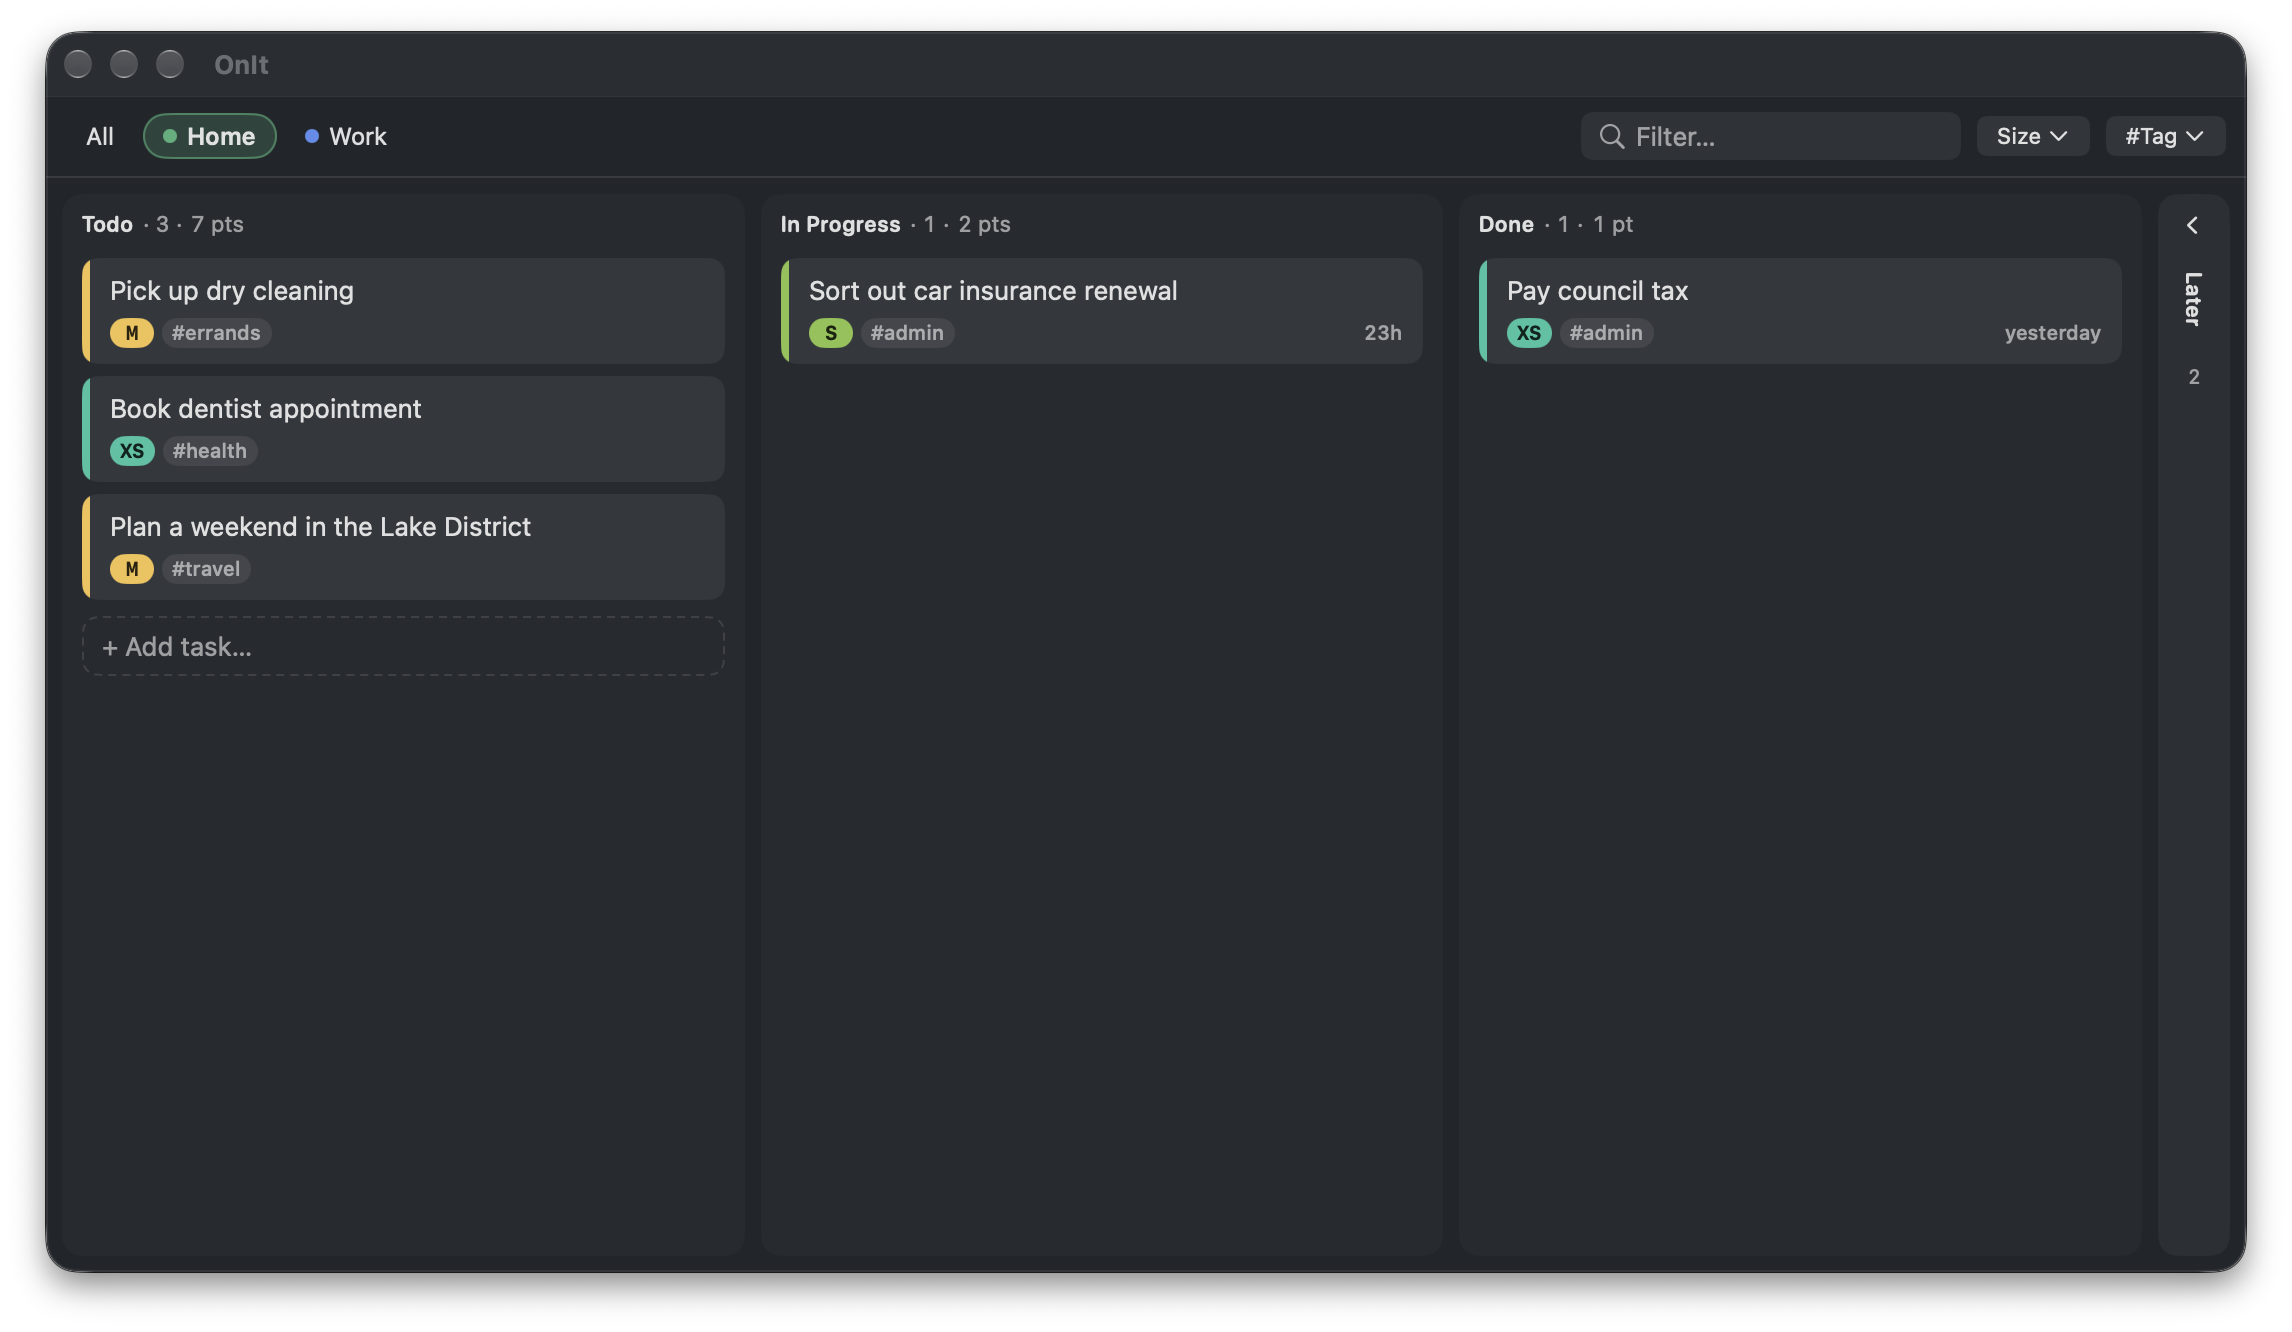 OnIt
All
Home
Work
Filter...
Size
#Tag
Todo · 3 · 7 pts
Pick up dry cleaning
M #errands
Book dentist appointment
XS #health
Plan a weekend in the Lake District
M #travel
+ Add task...
In Progress · 1 · 2 pts
Sort out car insurance renewal
S #admin 23h
Done · 1 · 1 pt
Pay council tax
XS #admin yesterday
Later
2